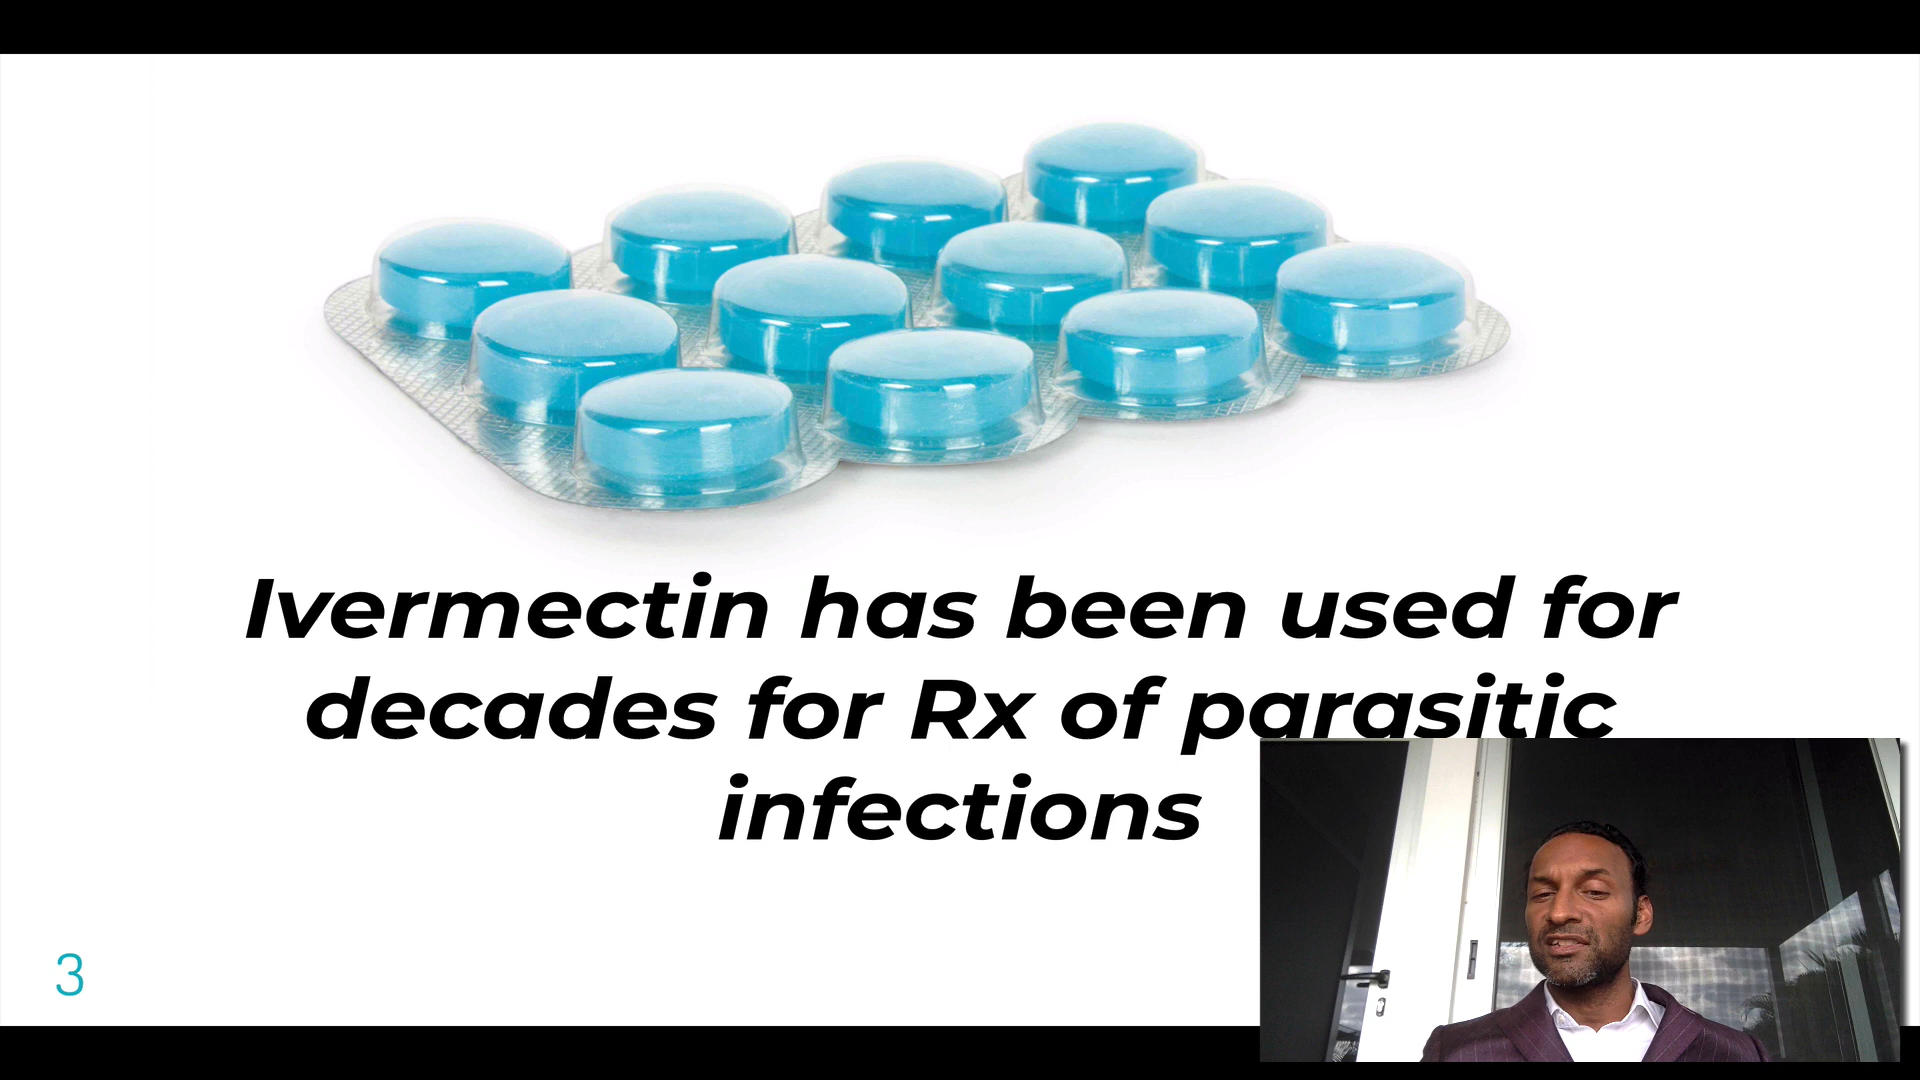 Ivermectin has been used for
decades for Rx of parasitic
infections
3